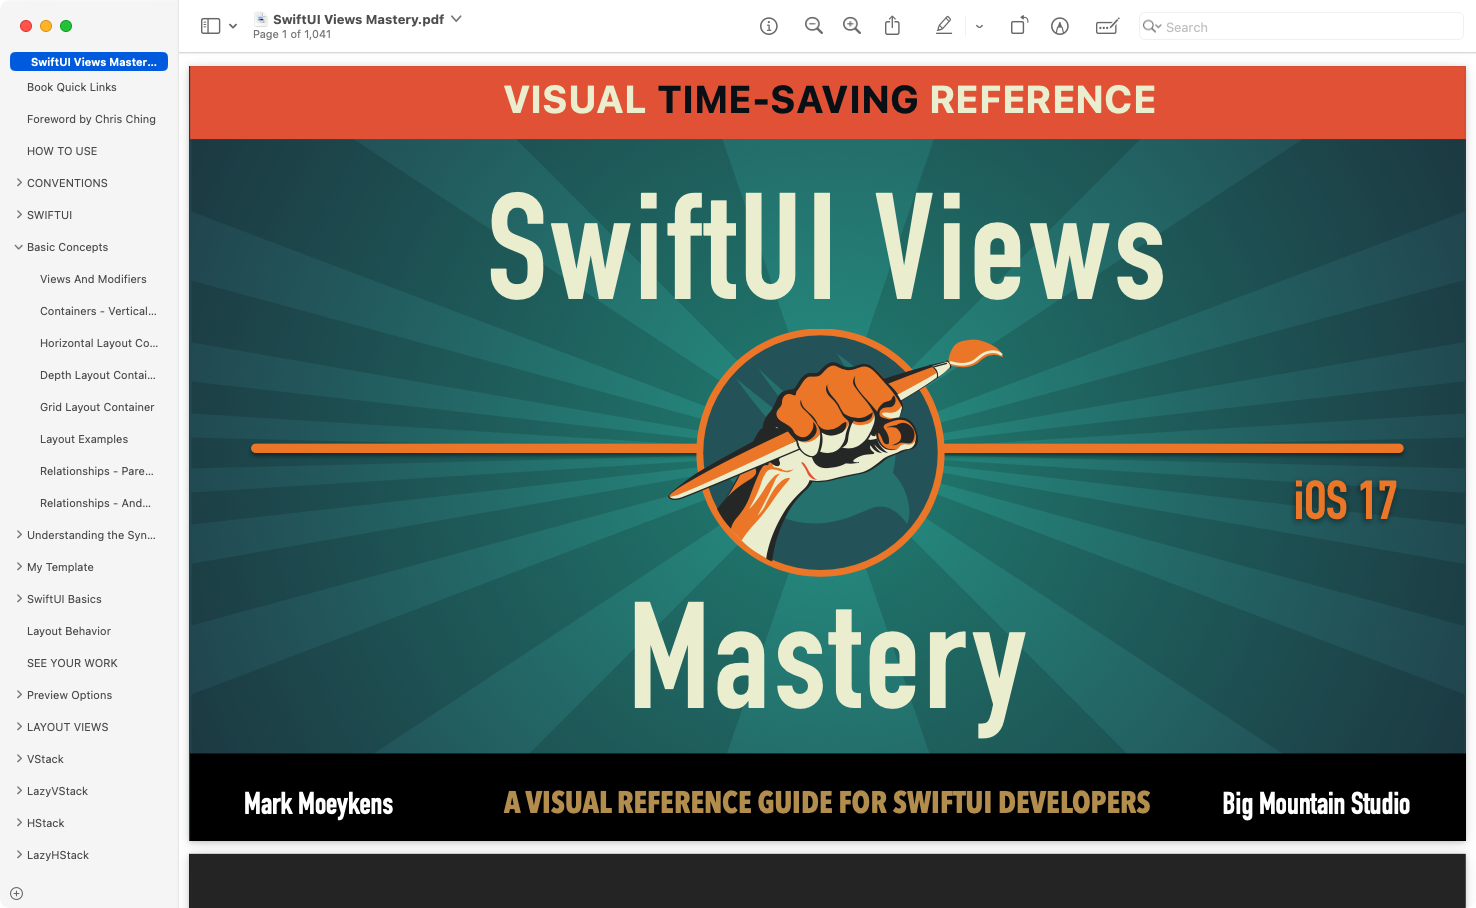 SwiftUI Views Mastery.pdf
Page 1 of 1,041
Search
SwiftUI Views Master...
Book Quick Links
Foreword by Chris Ching
HOW TO USE
CONVENTIONS
SWIFTUI
Basic Concepts
Views And Modifiers
Containers - Vertical...
Horizontal Layout Co...
Depth Layout Contai...
Grid Layout Container
Layout Examples
Relationships - Pare...
Relationships - And...
Understanding the Syn...
My Template
SwiftUI Basics
Layout Behavior
SEE YOUR WORK
Preview Options
LAYOUT VIEWS
VStack
LazyVStack
HStack
LazyHStack
VISUAL TIME-SAVING REFERENCE
SwiftUI Views
iOS 17
Mastery
Mark Moeykens
A VISUAL REFERENCE GUIDE FOR SWIFTUI DEVELOPERS
Big Mountain Studio